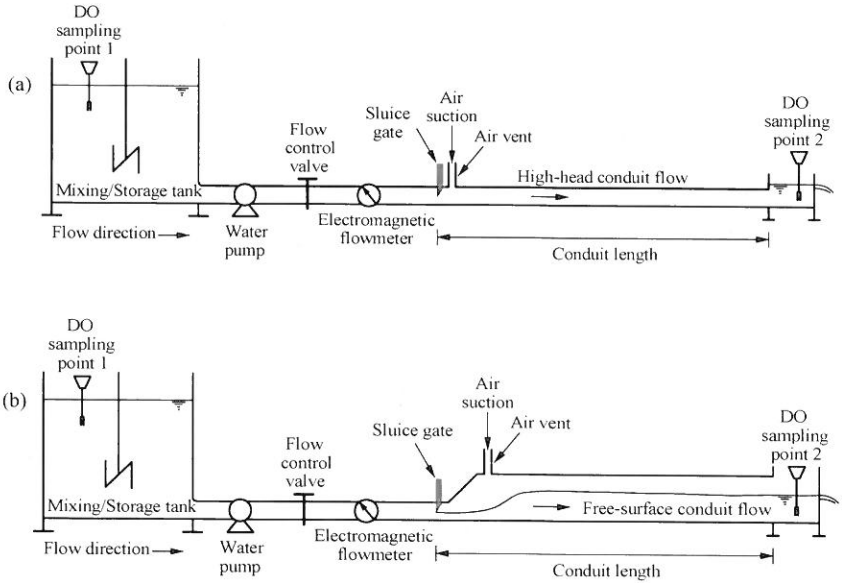 (a)
DO
sampling
point 1
Mixing/Storage tank
Flow direction
Water
pump
Flow
control
valve
Electromagnetic
flowmeter
Sluice
gate
Air
suction
Air vent
High-head conduit flow
DO
sampling
point 2
Conduit length
(b)
DO
sampling
point 1
Mixing/Storage tank
Flow direction
Water
pump
Flow
control
valve
Electromagnetic
flowmeter
Sluice gate
Air
suction
Air vent
Free-surface conduit flow
DO
sampling
point 2
Conduit length